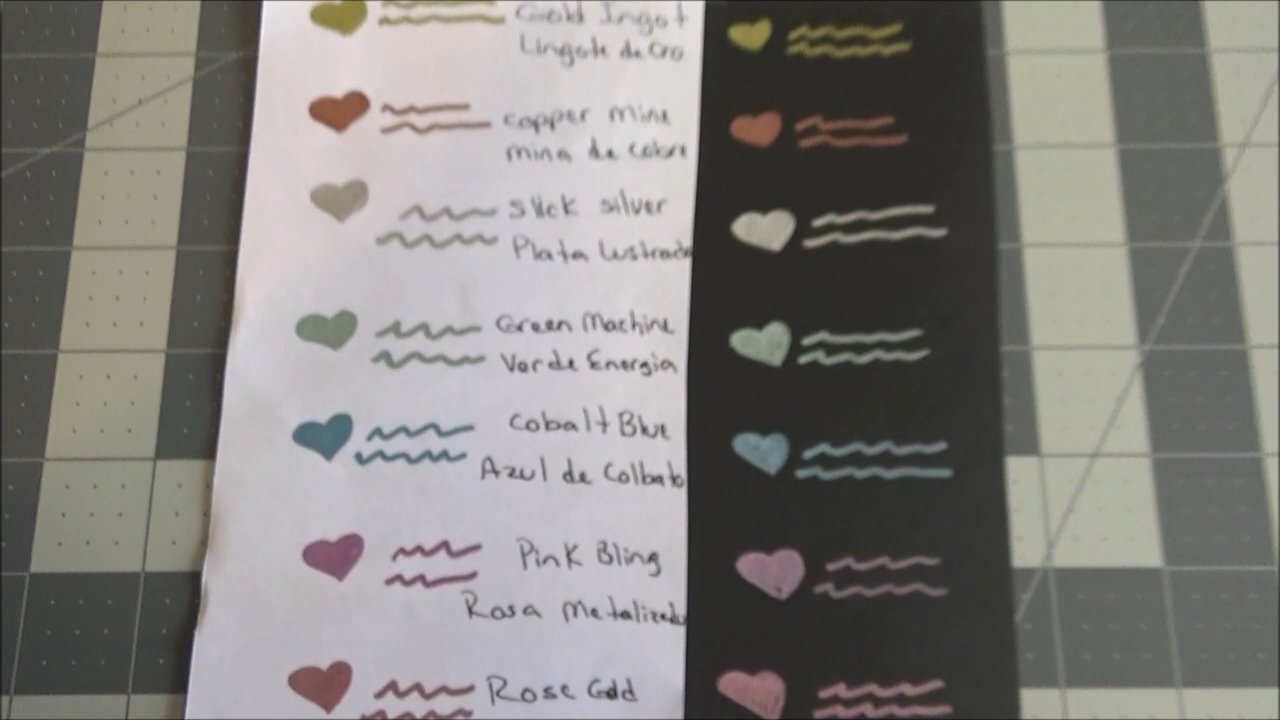 Gold Ingot
Lingote de Oro
copper mine
mina de cobre
slick silver
Plata Lustrada
Green Machine
Verde Energia
Cobalt Blue
Azul de Colbato
Pink Bling
Rosa Metalizado
Rose Gold